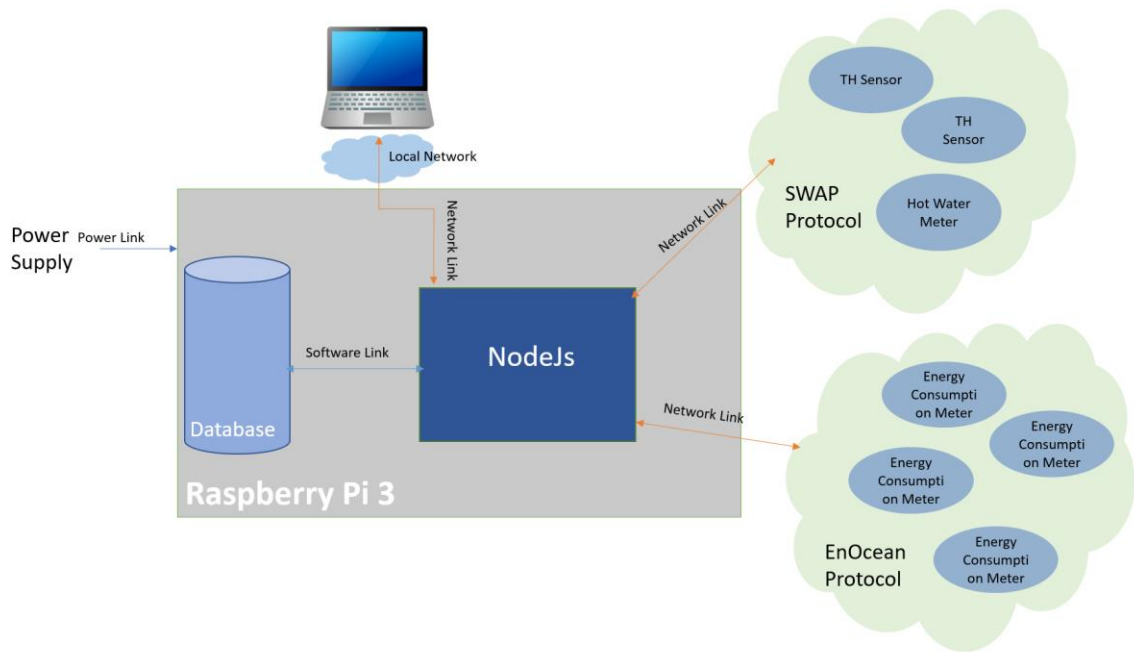 TH Sensor
TH
Sensor
Local Network
SWAP
Protocol
Hot Water
Meter
Network Link
Network Link
Power
Supply
Power Link
Software Link
NodeJs
Database
Raspberry Pi 3
Network Link
Energy
Consumpti
on Meter
Energy
Consumpti
on Meter
Energy
Consumpti
on Meter
Energy
Consumpti
on Meter
EnOcean
Protocol